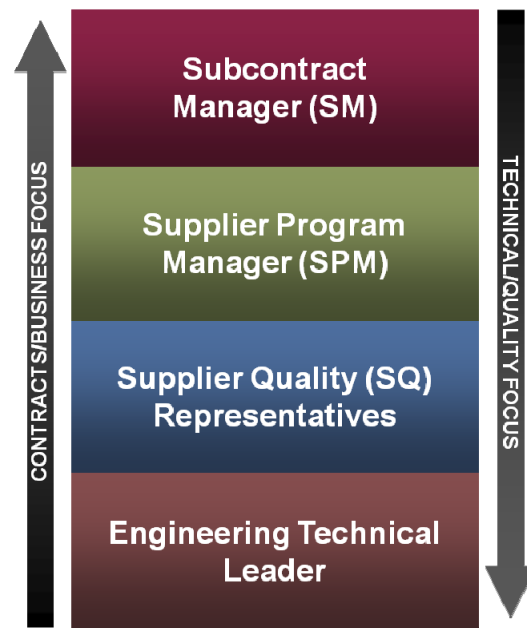 Subcontract
Manager (SM)
Supplier Program
Manager (SPM)
Supplier Quality (SQ)
Representatives
Engineering Technical
Leader
CONTRACTS/BUSINESS FOCUS
TECHNICAL/QUALITY FOCUS